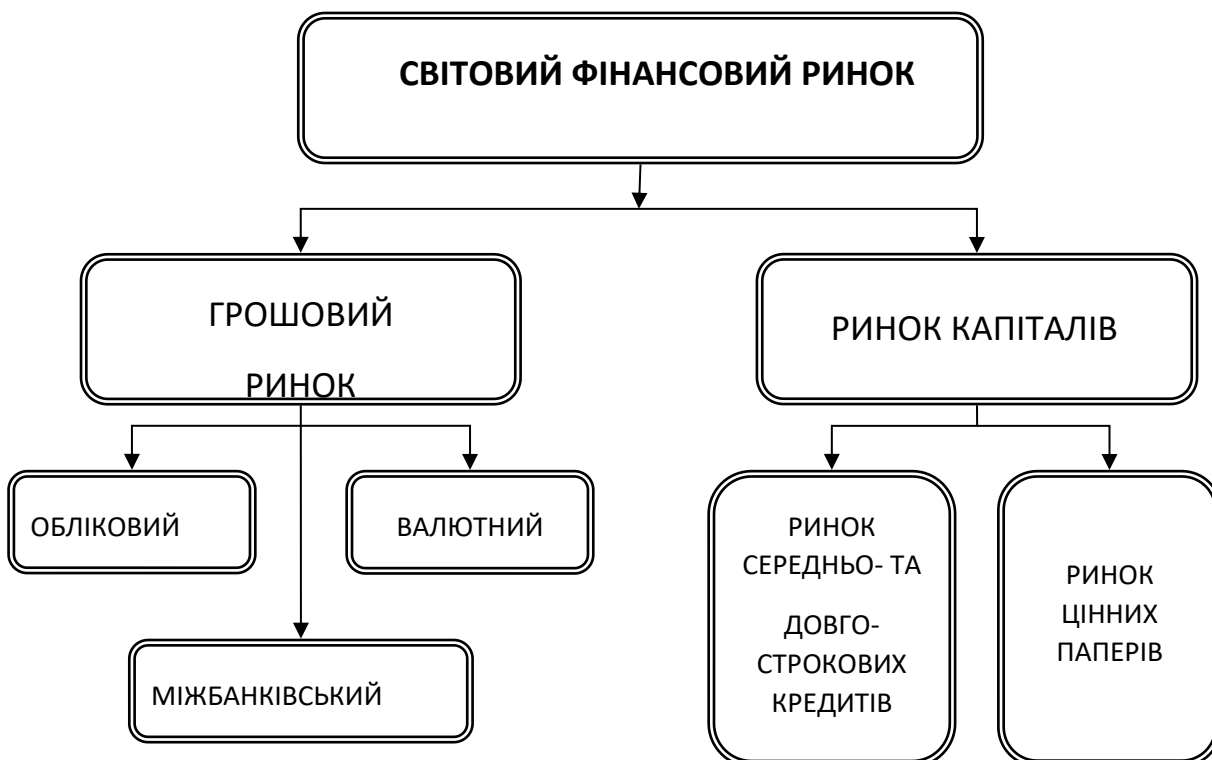 СВІТОВИЙ ФІНАНСОВИЙ РИНОК
ГРОШОВИЙ
РИНОК
РИНОК КАПІТАЛІВ
ОБЛІКОВИЙ
ВАЛЮТНИЙ
МІЖБАНКІВСЬКИЙ
РИНОК
СЕРЕДНЬО- ТА
ДОВГО-
СТРОКОВИХ
КРЕДИТІВ
РИНОК
ЦІННИХ
ПАПЕРІВ